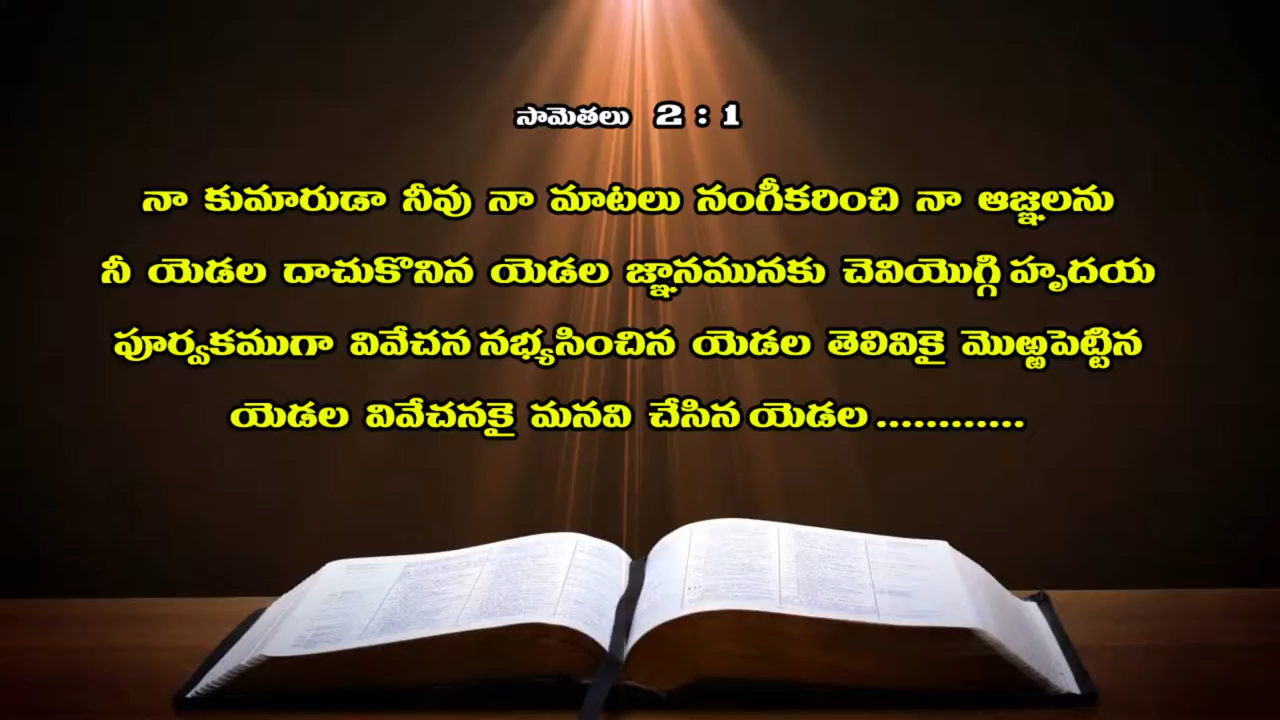 సామెతలు 2 : 1
నా కుమారుడా నీవు నా మాటలు నంగీకరించి నా ఆజ్ఞలను
నీ యెడల దాచుకొనిన యెడల జ్ఞానమునకు చెవియొగ్గి హృదయ
పూర్వకముగా వివేచన నభ్యసించిన యెడల తెలివికై మొఱ్ఱపెట్టిన
యెడల వివేచనకై మనవి చేసిన యెడల ............